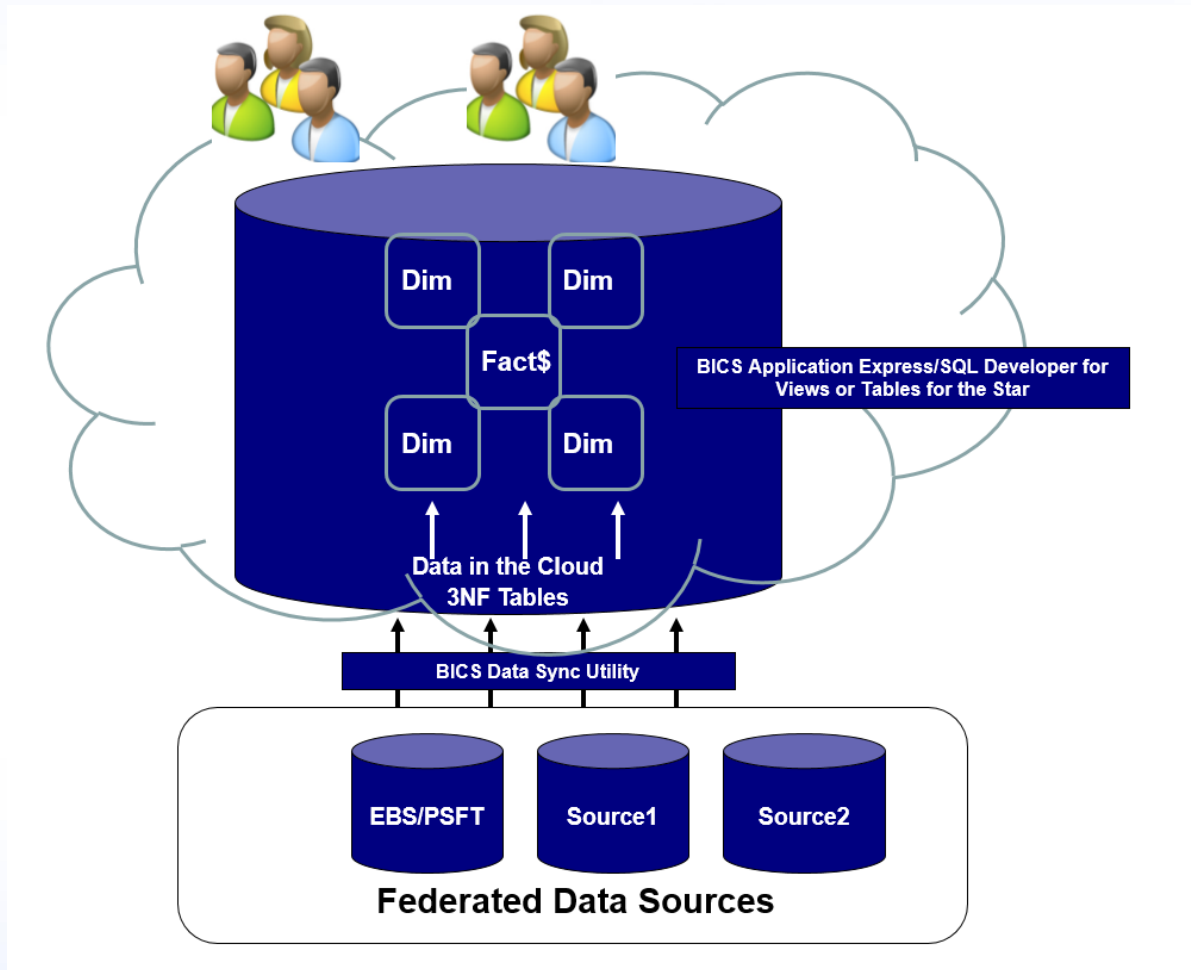 Dim
Dim
Fact$
Dim
Dim
BICS Application Express/SQL Developer for
Views or Tables for the Star
Data in the Cloud
3NF Tables
BICS Data Sync Utility
EBS/PSFT
Source1
Source2
Federated Data Sources